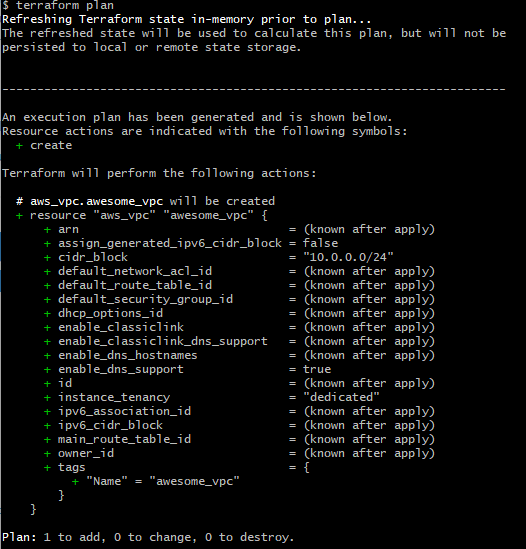 $ terraform plan
Refreshing Terraform state in-memory prior to plan...
The refreshed state will be used to calculate this plan, but will not be
persisted to local or remote state storage.
------------------------------------------------------------------------
An execution plan has been generated and is shown below.
Resource actions are indicated with the following symbols:
  + create
Terraform will perform the following actions:
  # aws_vpc.awesome_vpc will be created
  + resource "aws_vpc" "awesome_vpc" {
      + arn                              = (known after apply)
      + assign_generated_ipv6_cidr_block = false
      + cidr_block                       = "10.0.0.0/24"
      + default_network_acl_id           = (known after apply)
      + default_route_table_id           = (known after apply)
      + default_security_group_id        = (known after apply)
      + dhcp_options_id                  = (known after apply)
      + enable_classiclink               = (known after apply)
      + enable_classiclink_dns_support   = (known after apply)
      + enable_dns_hostnames             = (known after apply)
      + enable_dns_support               = true
      + id                               = (known after apply)
      + instance_tenancy                 = "dedicated"
      + ipv6_association_id              = (known after apply)
      + ipv6_cidr_block                  = (known after apply)
      + main_route_table_id              = (known after apply)
      + owner_id                         = (known after apply)
      + tags                             = {
          + "Name" = "awesome_vpc"
        }
    }
Plan: 1 to add, 0 to change, 0 to destroy.